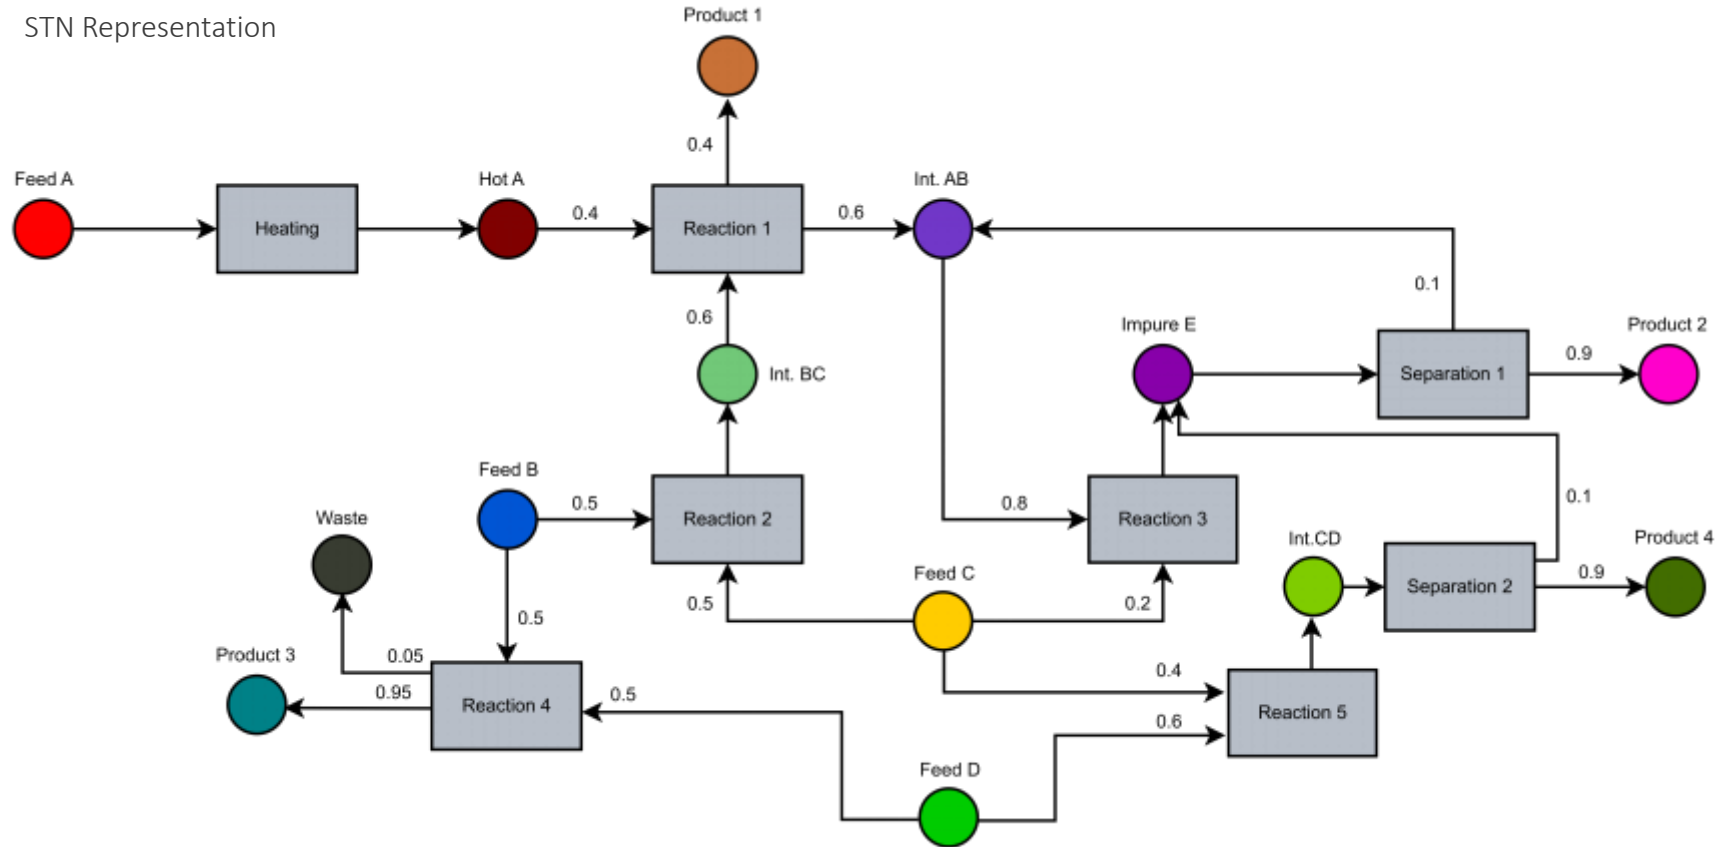 STN Representation
Product 1
0.4
Feed A
Heating
Hot A
0.4
Reaction 1
0.6
Int. AB
0.1
0.6
Int. BC
Impure E
Separation 1
0.9
Product 2
Feed B
0.5
Reaction 2
0.8
Reaction 3
0.1
Waste
Int.CD
Separation 2
0.9
Product 4
Feed C
0.5
0.2
0.5
Product 3
0.05
0.95
Reaction 4
0.5
0.4
0.6
Reaction 5
Feed D